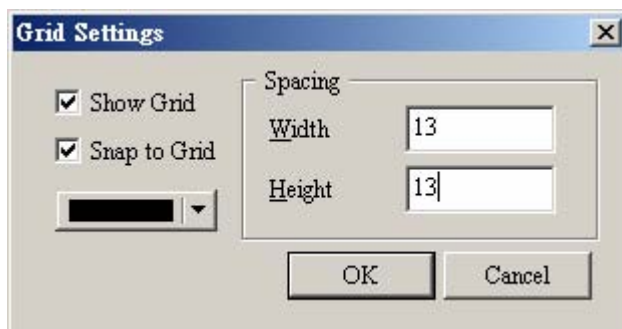 Grid Settings
Show Grid
Snap to Grid
Spacing
Width 13
Height 13
OK Cancel